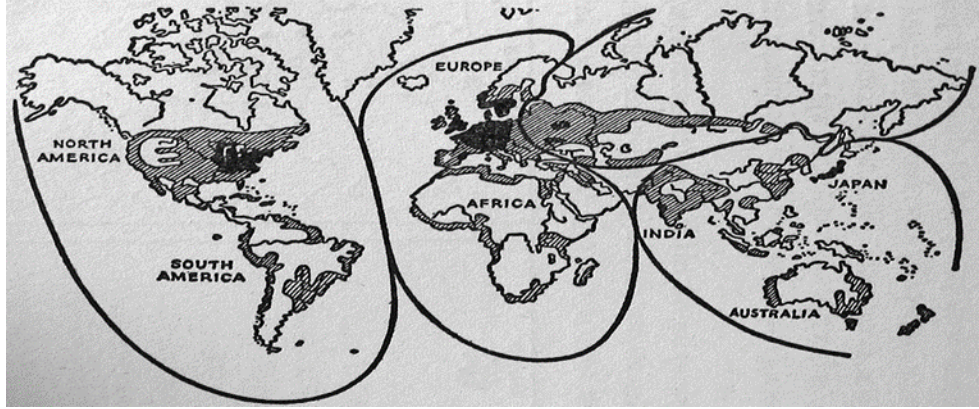 EUROPE
NORTH
AMERICA
AFRICA
JAPAN
INDIA
SOUTH
AMERICA
AUSTRALIA